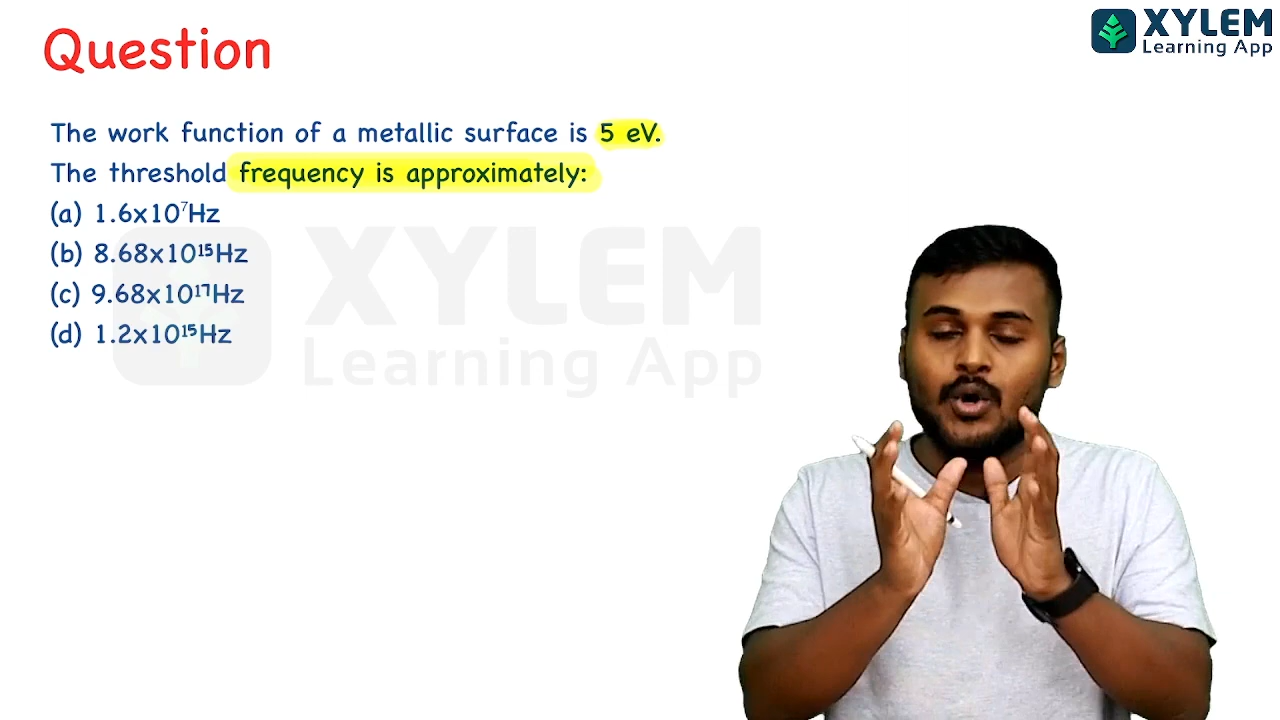 Question
XYLEM
Learning App
The work function of a metallic surface is 5 eV.
The threshold frequency is approximately:
(a) 1.6x10⁷Hz
(b) 8.68x10¹⁵Hz
(c) 9.68x10¹⁷Hz
(d) 1.2x10¹⁵Hz
XYLEM
Learning App